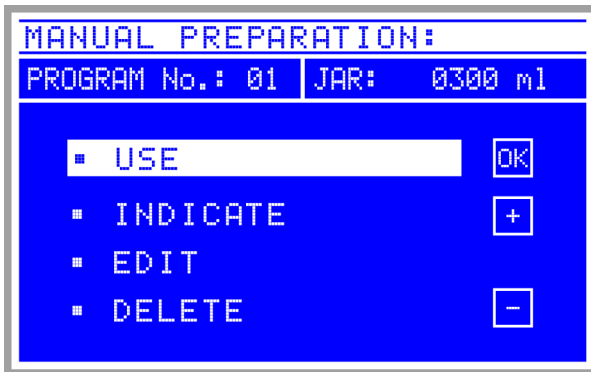 MANUAL PREPARATION:
PROGRAM No.: 01 JAR: 0300 ml
USE OK
INDICATE +
EDIT
DELETE -